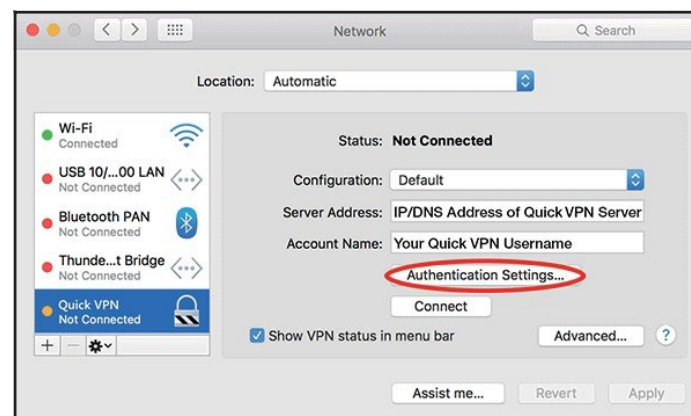 Network
Search
Location: Automatic
Wi-Fi
Connected
USB 10/...00 LAN
Not Connected
Bluetooth PAN
Not Connected
Thunde...t Bridge
Not Connected
Quick VPN
Not Connected
Status: Not Connected
Configuration: Default
Server Address: IP/DNS Address of Quick VPN Server
Account Name: Your Quick VPN Username
Authentication Settings...
Connect
Show VPN status in menu bar
Advanced... ?
Assist me... Revert Apply